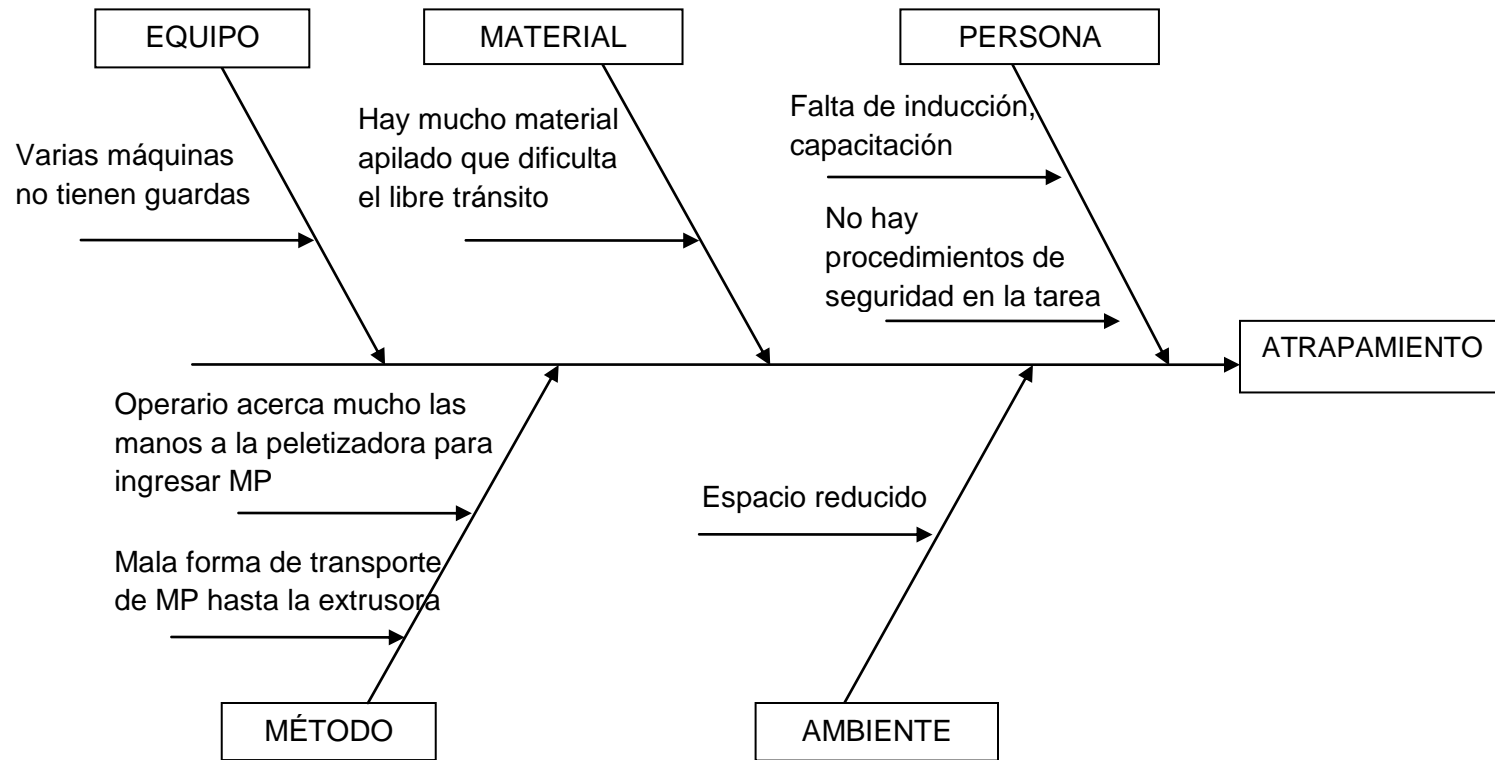 EQUIPO
MATERIAL
PERSONA
Varias máquinas
no tienen guardas
Hay mucho material
apilado que dificulta
el libre tránsito
Falta de inducción,
capacitación
No hay
procedimientos de
seguridad en la tarea
ATRAPAMIENTO
Operario acerca mucho las
manos a la peletizadora para
ingresar MP
Mala forma de transporte
de MP hasta la extrusora
Espacio reducido
MÉTODO
AMBIENTE